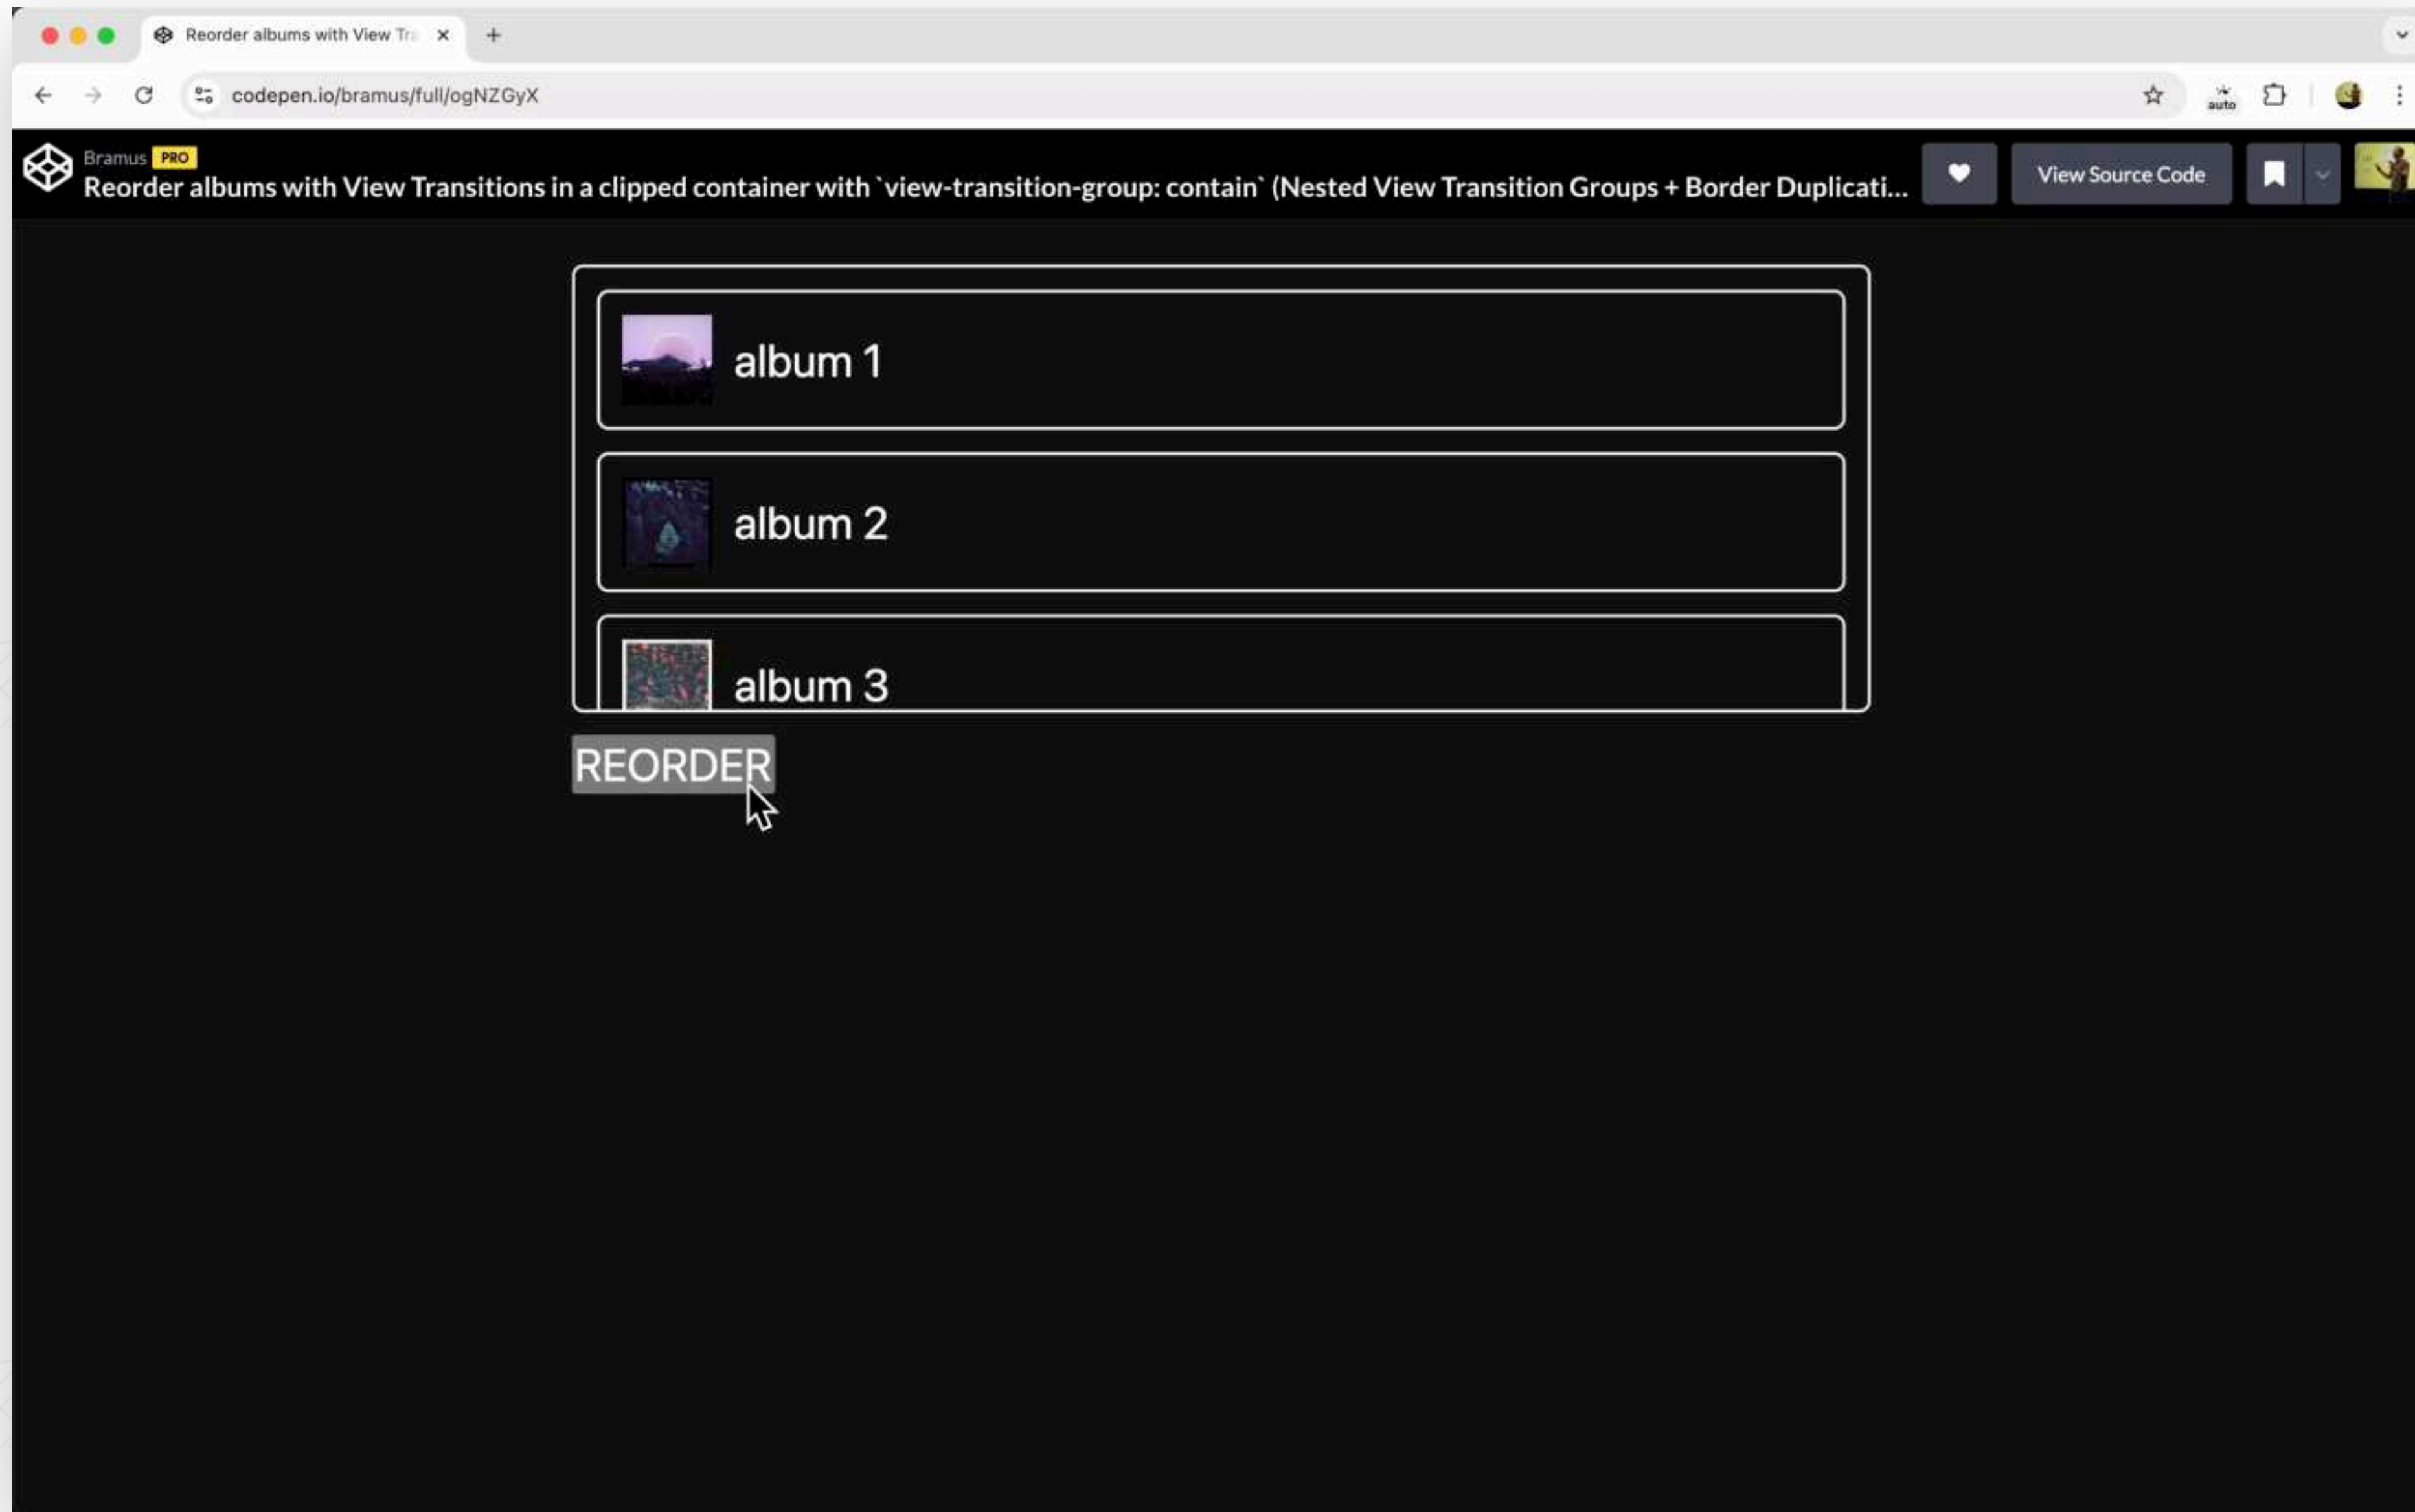 Reorder albums with View Tra
codepen.io/bramus/full/ogNZGyX
auto
Bramus PRO
Reorder albums with View Transitions in a clipped container with `view-transition-group: contain` (Nested View Transition Groups + Border Duplicati...
View Source Code
album 1
album 2
album 3
REORDER